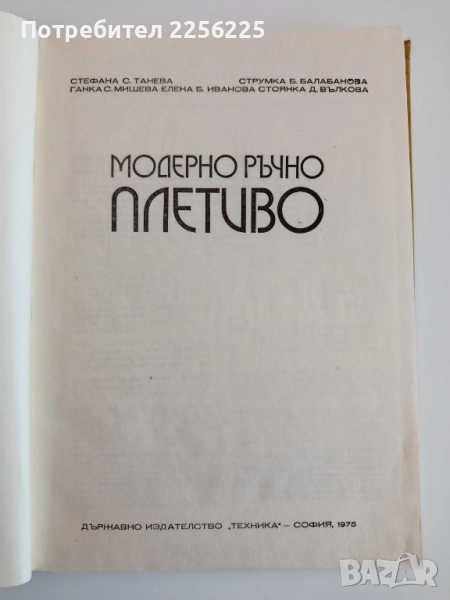 Потребител 2256225
СТЕФАНА С. ТАНЕВА СТРУМКА Б. БАЛАБАНОВА
ГАНКА С. МИШЕВА ЕЛЕНА Б. ИВАНОВА СТОЯНКА Д. ВЪЛКОВА
МОДЕРНО РЪЧНО
ПЛЕТИВО
ДЪРЖАВНО ИЗДАТЕЛСТВО „ТЕХНИКА" — СОФИЯ, 1975
BAZAR